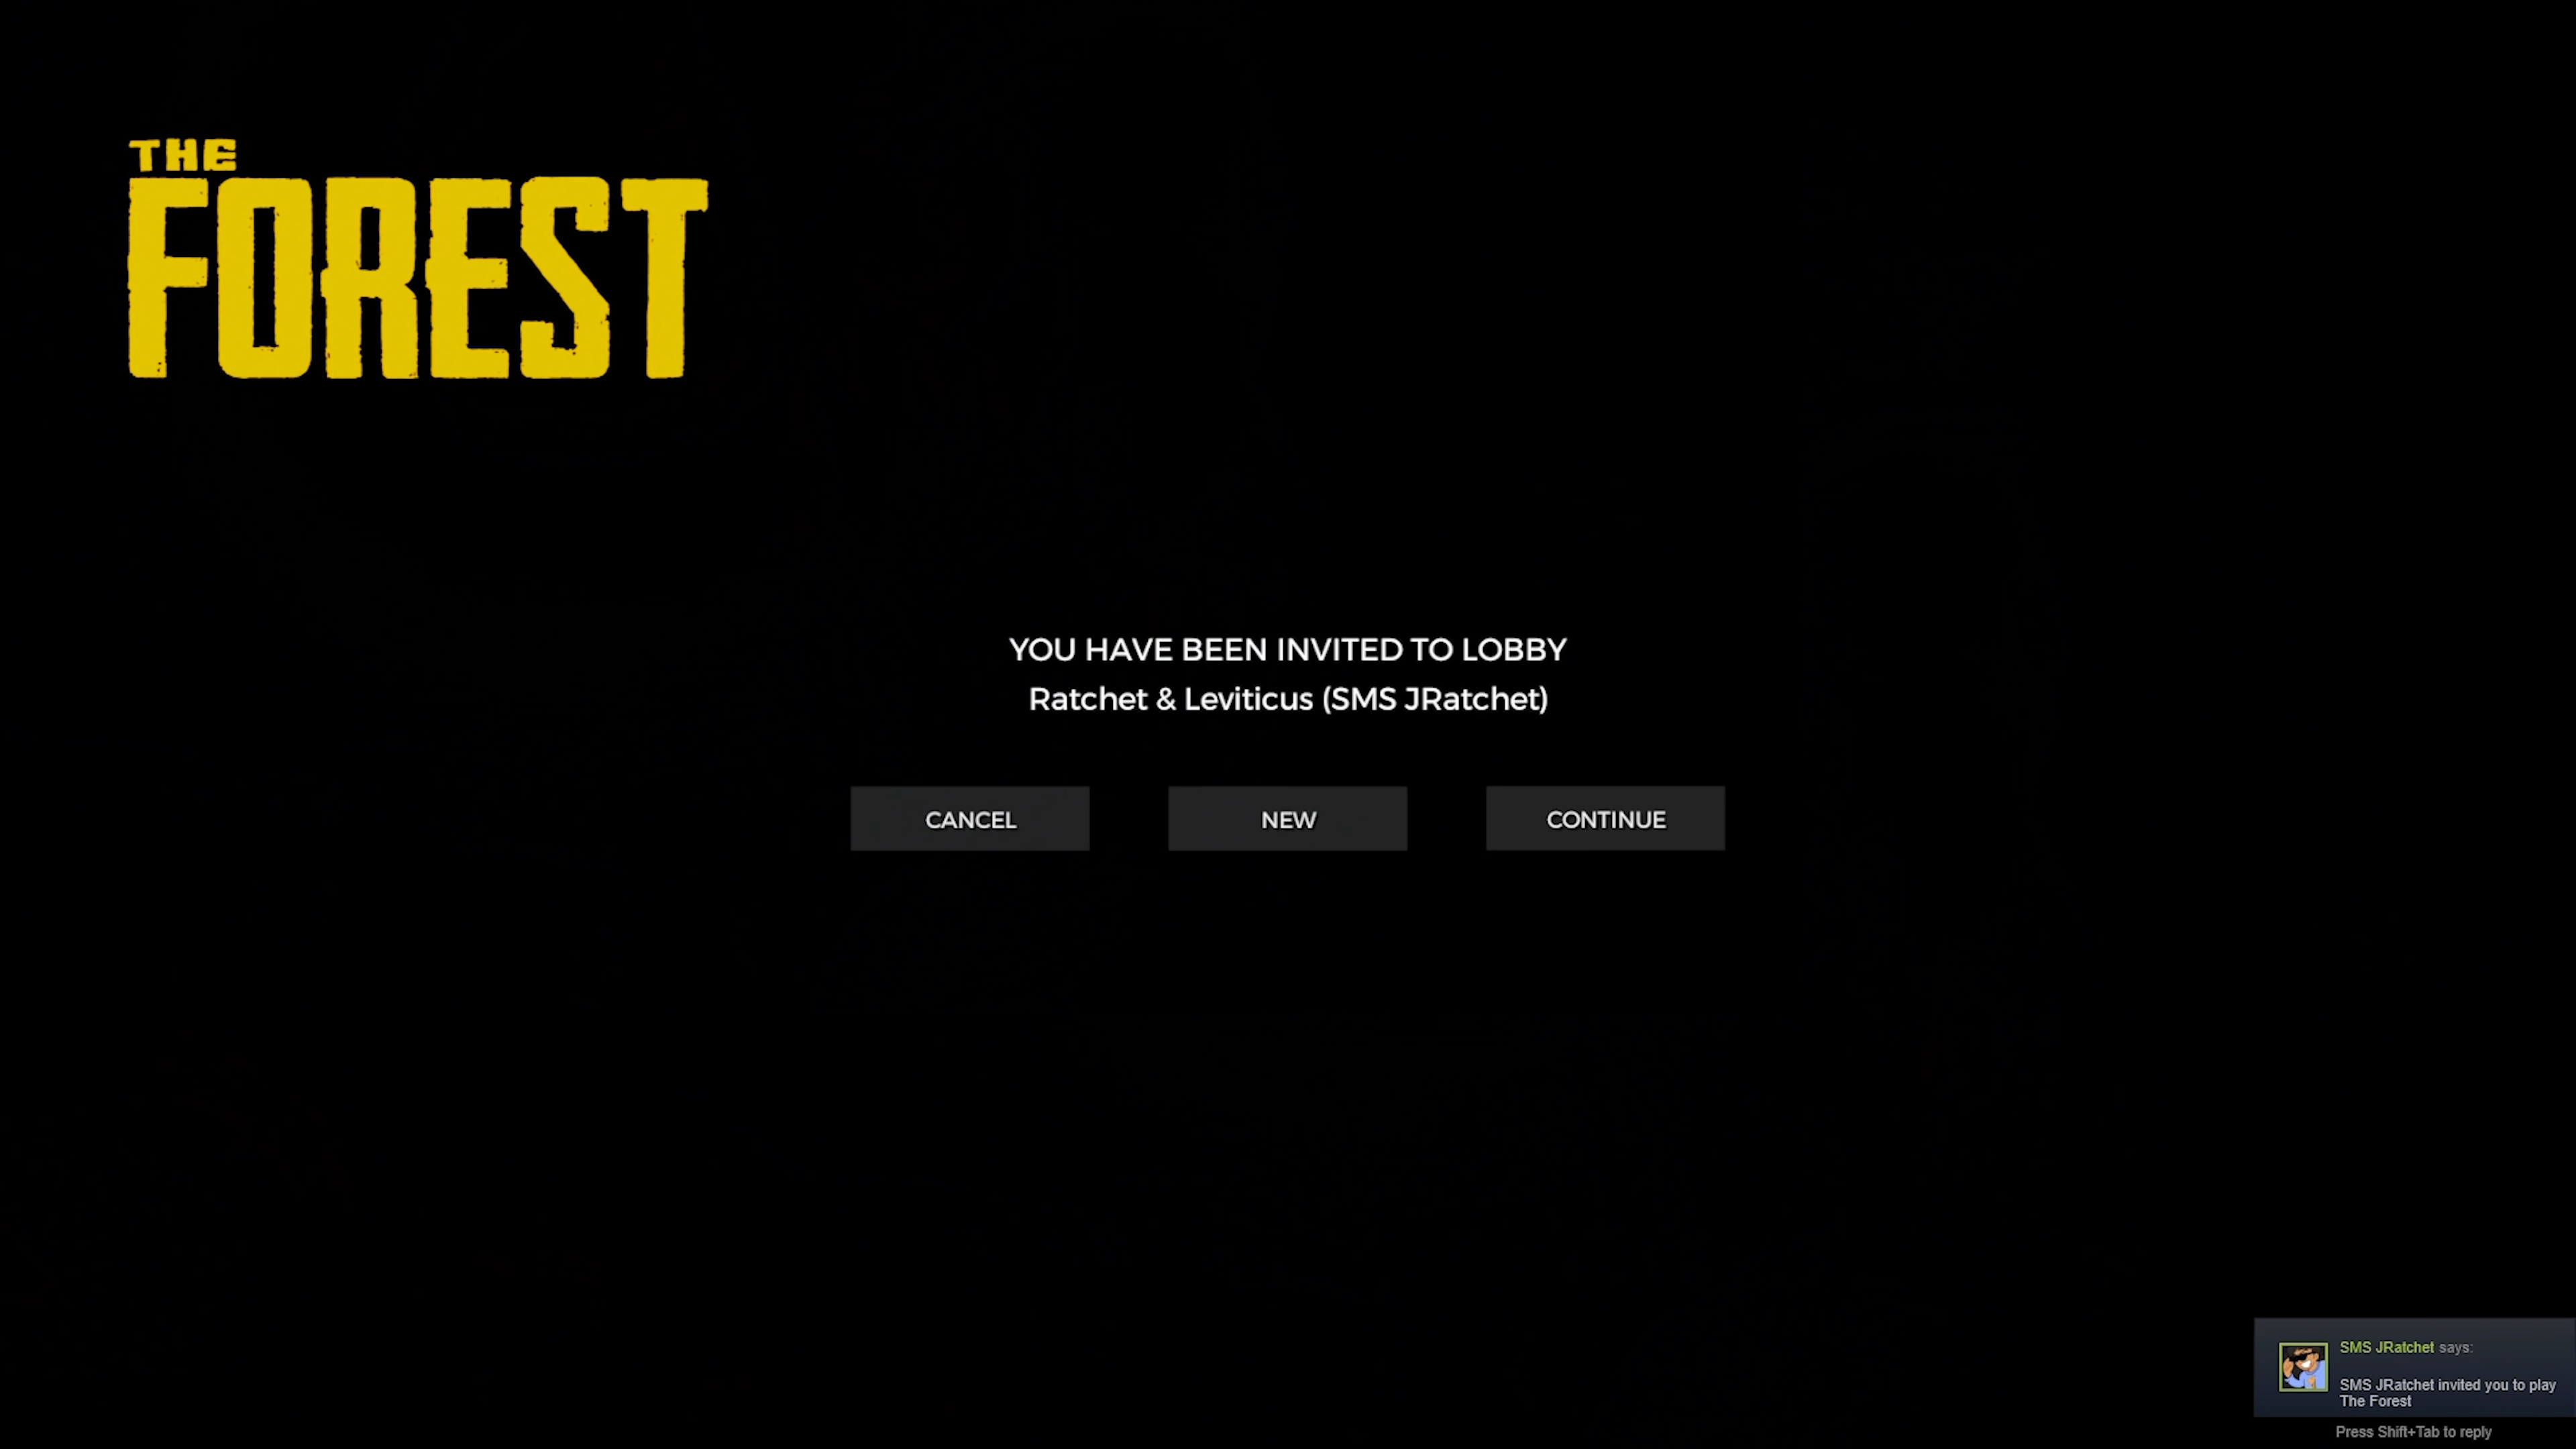 THE
FOREST
YOU HAVE BEEN INVITED TO LOBBY
Ratchet & Leviticus (SMS JRatchet)
CANCEL
NEW
CONTINUE
SMS JRatchet says:
SMS JRatchet invited you to play
The Forest
Press Shift+Tab to reply